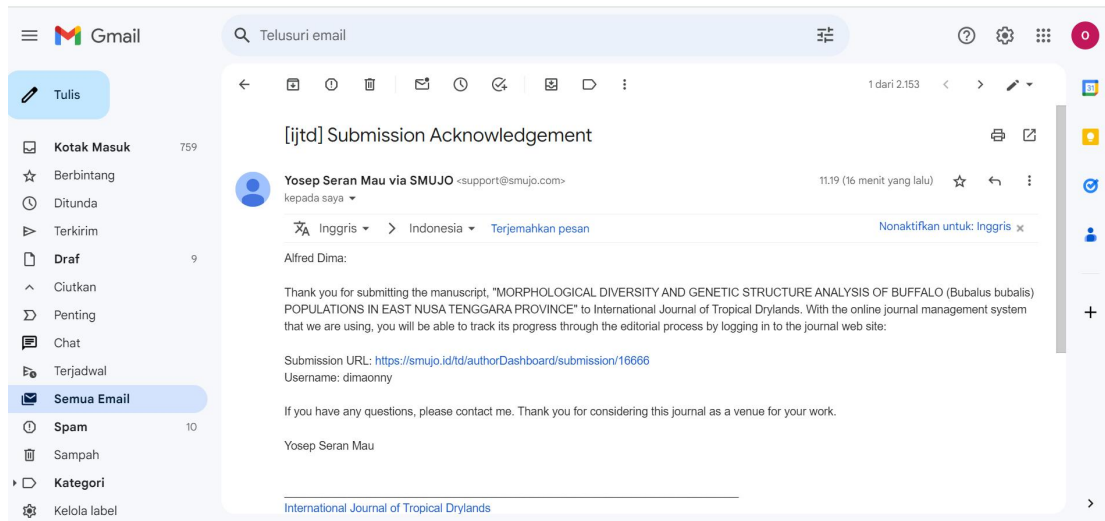 Gmail
Telusuri email
O
Tulis
1 dari 2.153
31
[ijtd] Submission Acknowledgement
Kotak Masuk 759
Berbintang
Ditunda
Terkirim
Draf 9
Ciutkan
Penting
Chat
Terjadwal
Semua Email
Spam 10
Sampah
Kategori
Kelola label
Yosep Seran Mau via SMUJO <support@smujo.com>
11.19 (16 menit yang lalu)
kepada saya
Inggris > Indonesia Terjemahkan pesan
Nonaktifkan untuk: Inggris x
Alfred Dima:
Thank you for submitting the manuscript, "MORPHOLOGICAL DIVERSITY AND GENETIC STRUCTURE ANALYSIS OF BUFFALO (Bubalus bubalis)
POPULATIONS IN EAST NUSA TENGGARA PROVINCE" to International Journal of Tropical Drylands. With the online journal management system
that we are using, you will be able to track its progress through the editorial process by logging in to the journal web site:
Submission URL: https://smujo.id/td/authorDashboard/submission/16666
Username: dimaonny
If you have any questions, please contact me. Thank you for considering this journal as a venue for your work.
Yosep Seran Mau
International Journal of Tropical Drylands